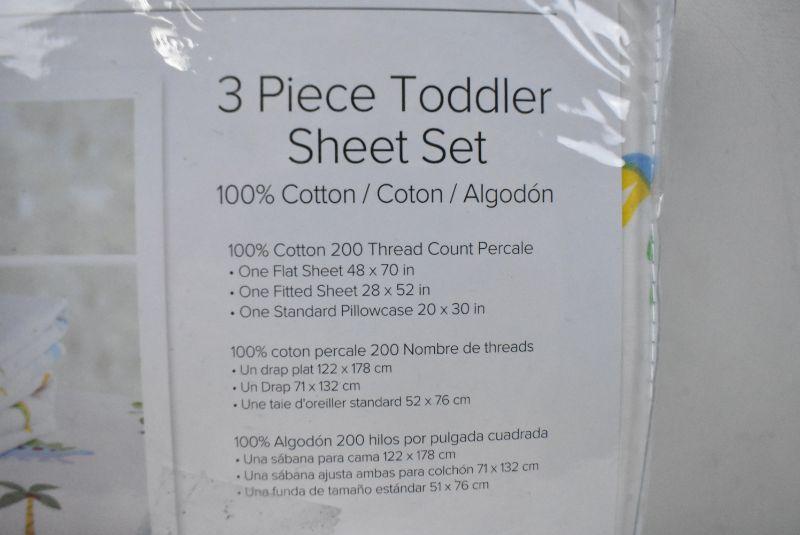 3 Piece Toddler
Sheet Set
100% Cotton / Coton / Algodón
100% Cotton 200 Thread Count Percale
• One Flat Sheet 48 x 70 in
• One Fitted Sheet 28 x 52 in
• One Standard Pillowcase 20 x 30 in
100% coton percale 200 Nombre de threads
• Un drap plat 122 x 178 cm
• Un Drap 71 x 132 cm
• Une taie d'oreiller standard 52 x 76 cm
100% Algodón 200 hilos por pulgada cuadrada
• Una sábana para cama 122 x 178 cm
• Una sábana ajusta ambas para colchón 71 x 132 cm
• Una funda de tamaño estándar 51 x 76 cm